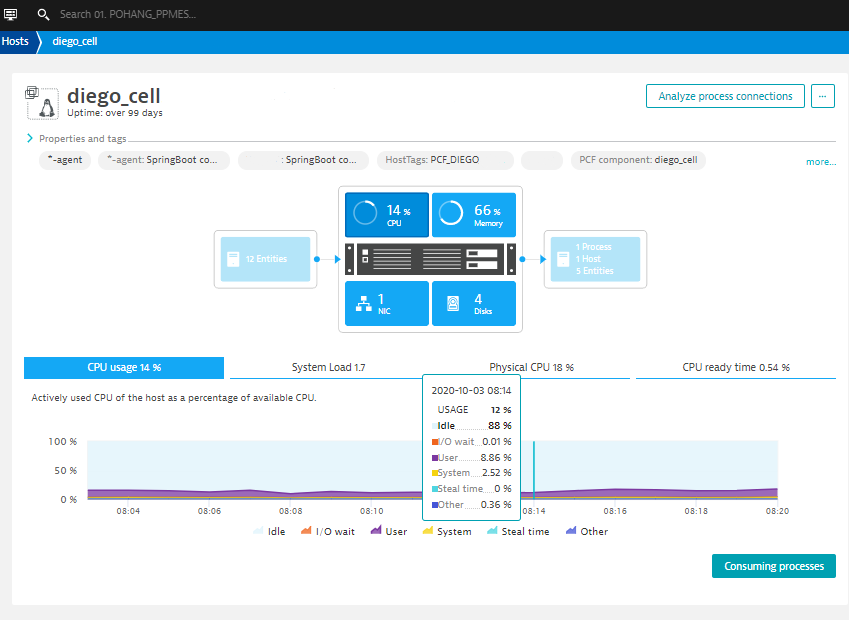 Search 01. POHANG_PPMES...
Hosts
diego_cell
diego_cell
Uptime: over 99 days
Analyze process connections
...
Properties and tags
*-agent
*-agent: SpringBoot co...
: SpringBoot co...
HostTags: PCF_DIEGO
PCF component: diego_cell
more...
14 %
CPU
66 %
Memory
12 Entities
1 Process
1 Host
5 Entities
1
NIC
4
Disks
CPU usage 14 %
System Load 1.7
Physical CPU 18 %
CPU ready time 0.54 %
Actively used CPU of the host as a percentage of available CPU.
2020-10-03 08:14
USAGE 12 %
Idle 88 %
I/O wait 0.01 %
User 8.86 %
System 2.52 %
Steal time 0 %
Other 0.36 %
100 %
50 %
0 %
08:04
08:06
08:08
08:10
08:14
08:16
08:18
08:20
Idle
I/O wait
User
System
Steal time
Other
Consuming processes